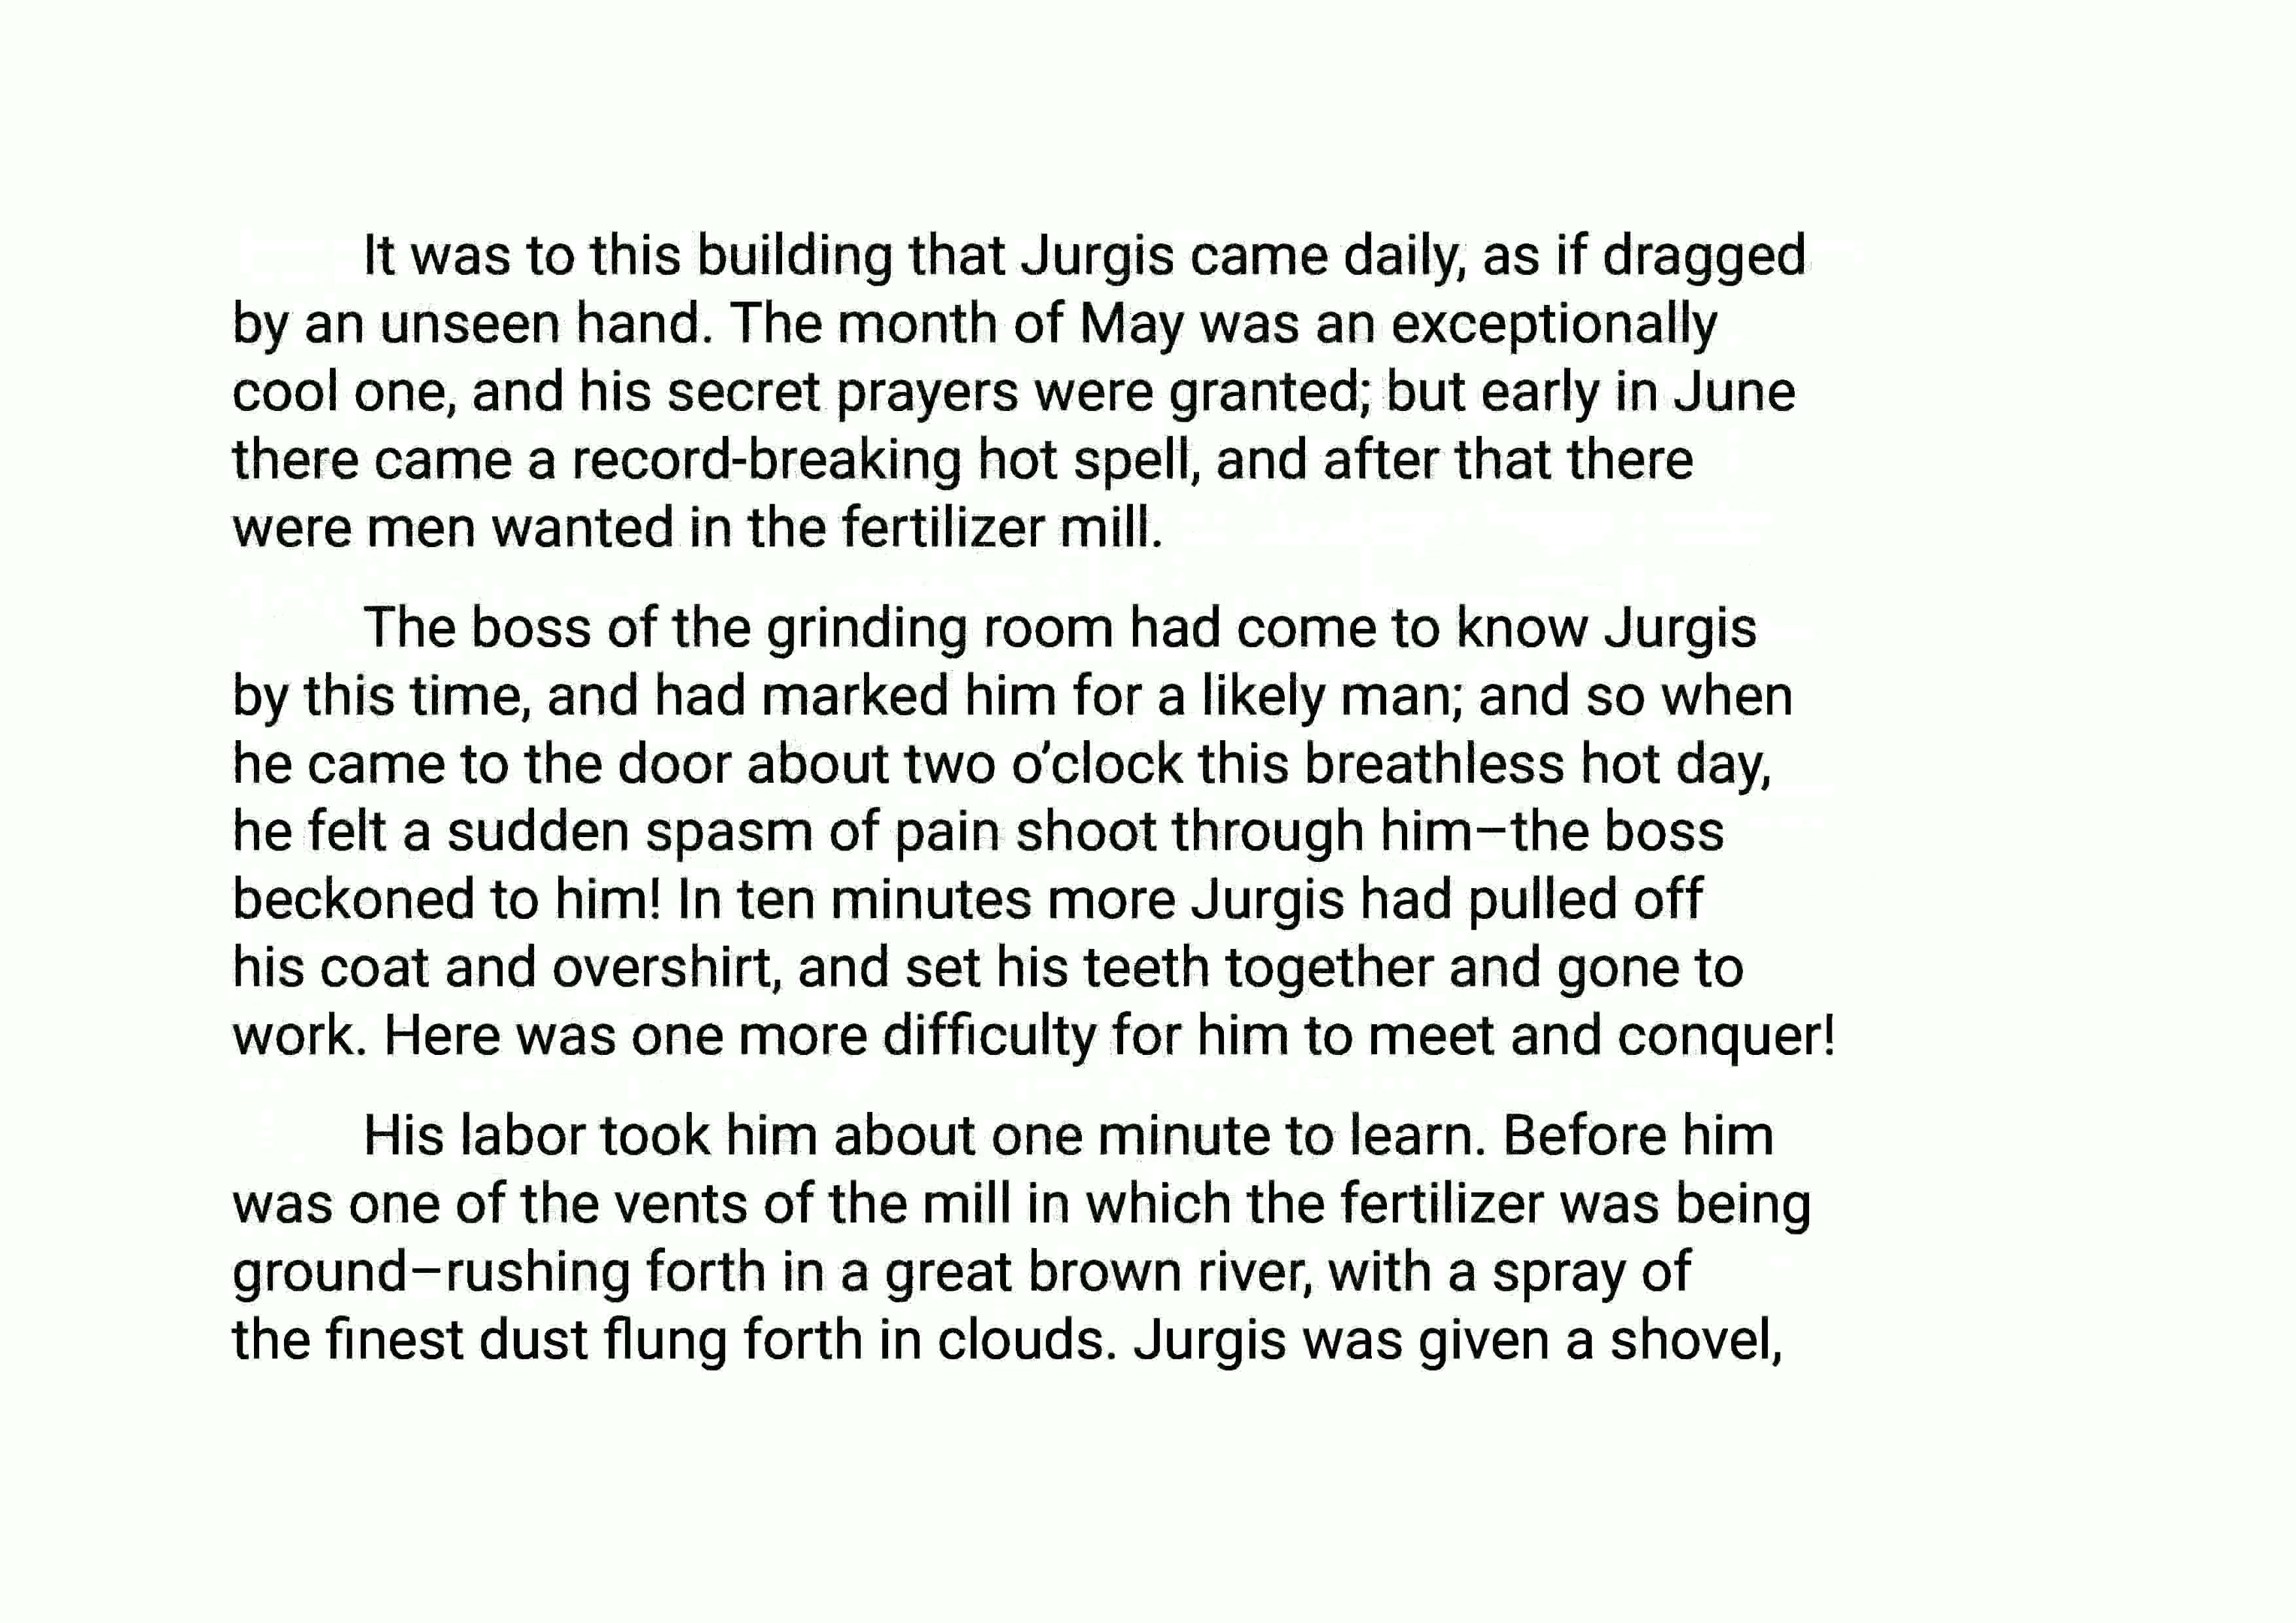 It was to this building that Jurgis came daily, as if dragged
by an unseen hand. The month of May was an exceptionally
cool one, and his secret prayers were granted; but early in June
there came a record-breaking hot spell, and after that there
were men wanted in the fertilizer mill.
The boss of the grinding room had come to know Jurgis
by this time, and had marked him for a likely man; and so when
he came to the door about two o’clock this breathless hot day,
he felt a sudden spasm of pain shoot through him–the boss
beckoned to him! In ten minutes more Jurgis had pulled off
his coat and overshirt, and set his teeth together and gone to
work. Here was one more difficulty for him to meet and conquer!
His labor took him about one minute to learn. Before him
was one of the vents of the mill in which the fertilizer was being
ground–rushing forth in a great brown river, with a spray of
the finest dust flung forth in clouds. Jurgis was given a shovel,